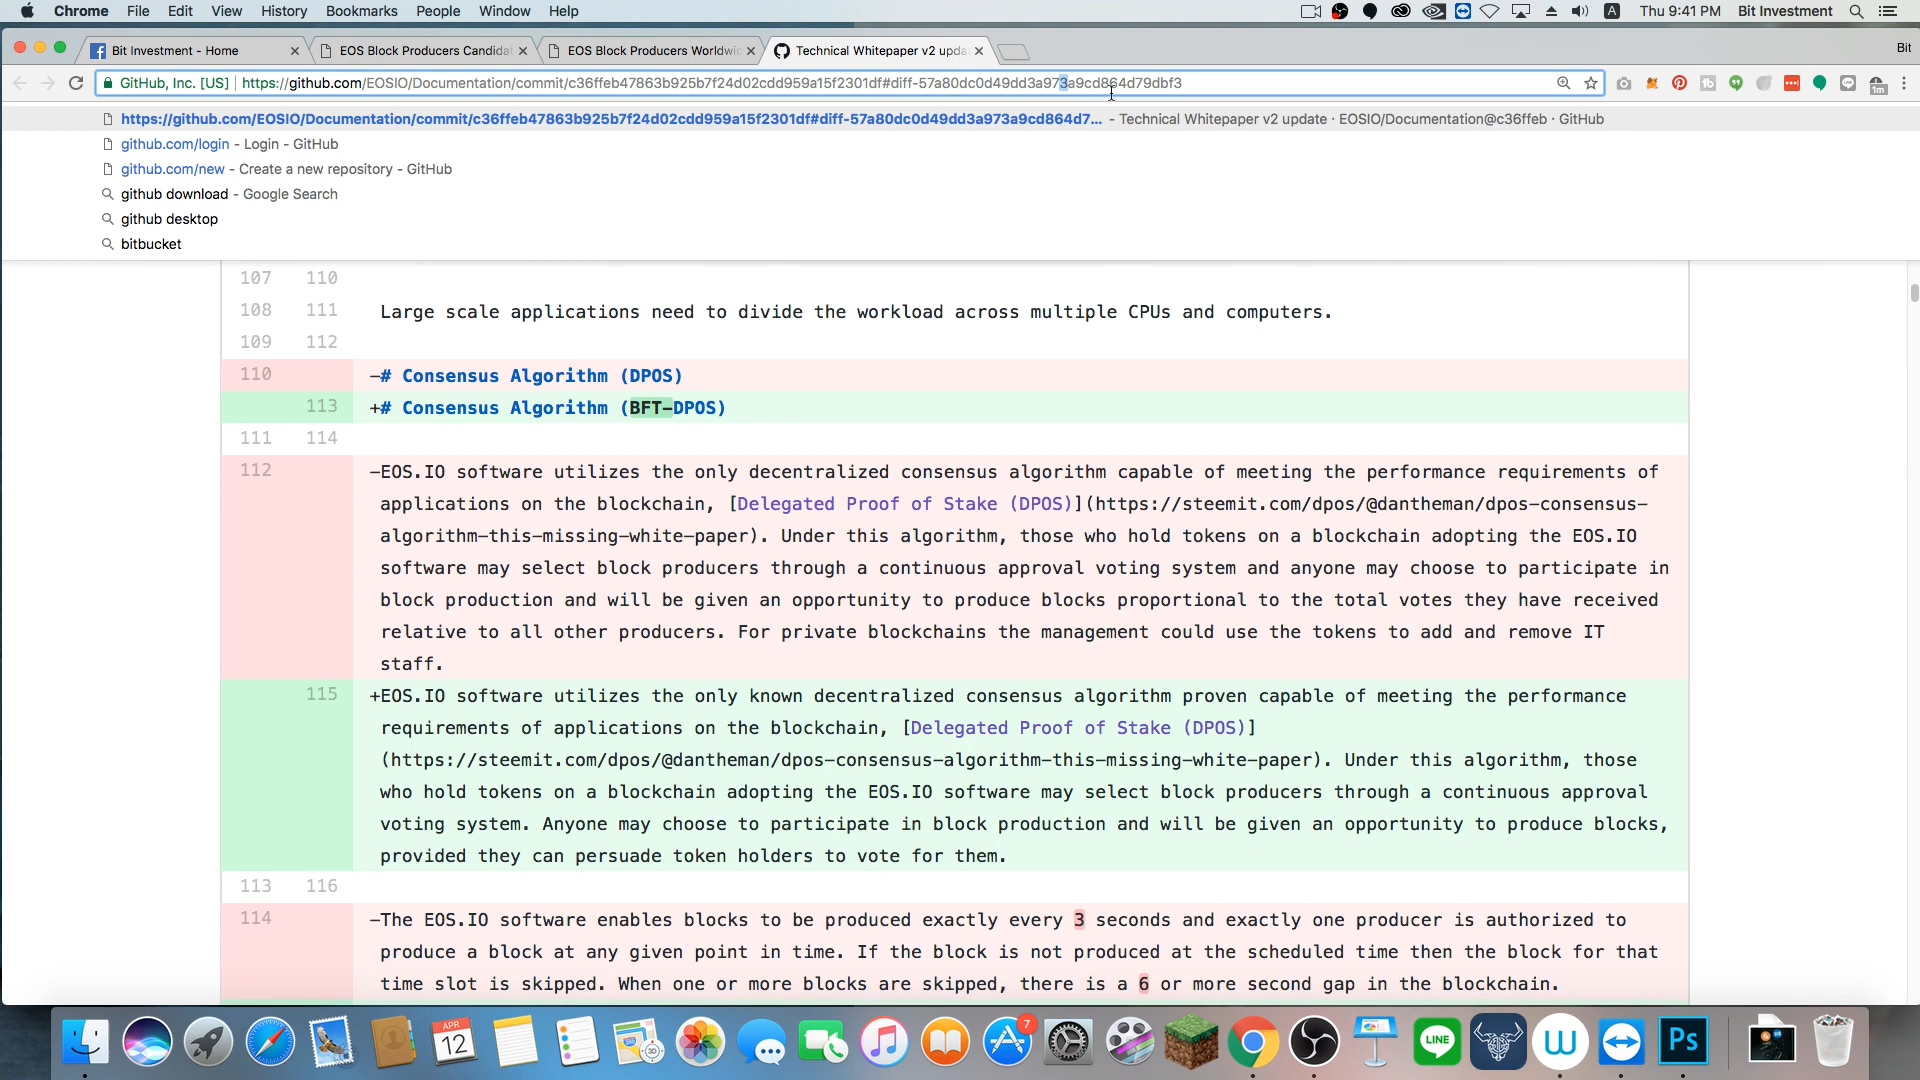 Chrome File Edit View History Bookmarks People Window Help A Thu 9:41 PM Bit Investment
Bit Investment - Home EOS Block Producers Candidat EOS Block Producers Worldwid Technical Whitepaper v2 updat Bit
GitHub, Inc. [US] https://github.com/EOSIO/Documentation/commit/c36ffeb47863b925b7f24d02cdd959a15f2301df#diff-57a80dc0d49dd3a973a9cd864d79dbf3
https://github.com/EOSIO/Documentation/commit/c36ffeb47863b925b7f24d02cdd959a15f2301df#diff-57a80dc0d49dd3a973a9cd864d7... - Technical Whitepaper v2 update · EOSIO/Documentation@c36ffeb · GitHub
github.com/login - Login - GitHub
github.com/new - Create a new repository - GitHub
github download - Google Search
github desktop
bitbucket
107 110
108 111 Large scale applications need to divide the workload across multiple CPUs and computers.
109 112
110 -# Consensus Algorithm (DPOS)
113 +# Consensus Algorithm (BFT-DPOS)
111 114
112 -EOS.IO software utilizes the only decentralized consensus algorithm capable of meeting the performance requirements of
applications on the blockchain, [Delegated Proof of Stake (DPOS)](https://steemit.com/dpos/@dantheman/dpos-consensus-
algorithm-this-missing-white-paper). Under this algorithm, those who hold tokens on a blockchain adopting the EOS.IO
software may select block producers through a continuous approval voting system and anyone may choose to participate in
block production and will be given an opportunity to produce blocks proportional to the total votes they have received
relative to all other producers. For private blockchains the management could use the tokens to add and remove IT
staff.
115 +EOS.IO software utilizes the only known decentralized consensus algorithm proven capable of meeting the performance
requirements of applications on the blockchain, [Delegated Proof of Stake (DPOS)]
(https://steemit.com/dpos/@dantheman/dpos-consensus-algorithm-this-missing-white-paper). Under this algorithm, those
who hold tokens on a blockchain adopting the EOS.IO software may select block producers through a continuous approval
voting system. Anyone may choose to participate in block production and will be given an opportunity to produce blocks,
provided they can persuade token holders to vote for them.
113 116
114 -The EOS.IO software enables blocks to be produced exactly every 3 seconds and exactly one producer is authorized to
produce a block at any given point in time. If the block is not produced at the scheduled time then the block for that
time slot is skipped. When one or more blocks are skipped, there is a 6 or more second gap in the blockchain.
APR
12
3D
7
LINE
W
Ps